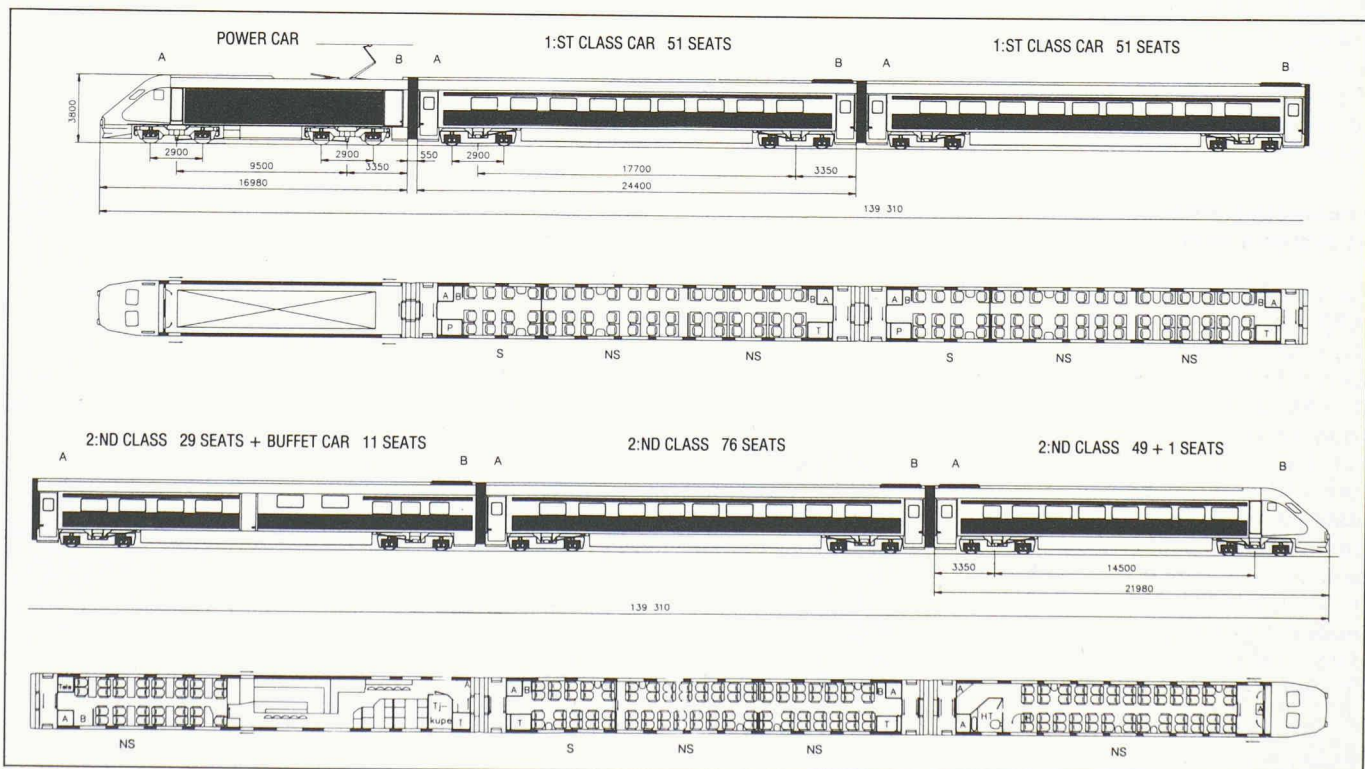 POWER CAR
1:ST CLASS CAR 51 SEATS
1:ST CLASS CAR 51 SEATS
A B A B A B
3800
2900 2900 550 2900
9500 3350 17700 3350
16980 24400
139 310
A B B A A B A
P T P T
S NS NS S NS NS
2:ND CLASS 29 SEATS + BUFFET CAR 11 SEATS
2:ND CLASS 76 SEATS
2:ND CLASS 49 + 1 SEATS
A B A B A B
3350 14500
21980
139 310
Tele A A B B A A A
A B Tj-kupe T T T A HT H
NS S NS NS NS